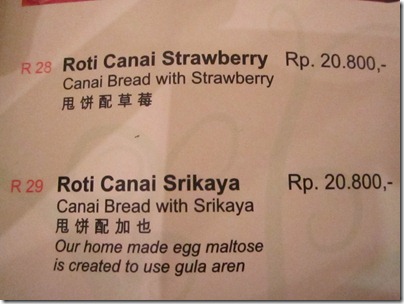 R 28 Roti Canai Strawberry Rp. 20.800,-
Canai Bread with Strawberry
甩饼配草莓
R 29 Roti Canai Srikaya Rp. 20.800,-
Canai Bread with Srikaya
甩饼配加也
Our home made egg maltose
is created to use gula aren